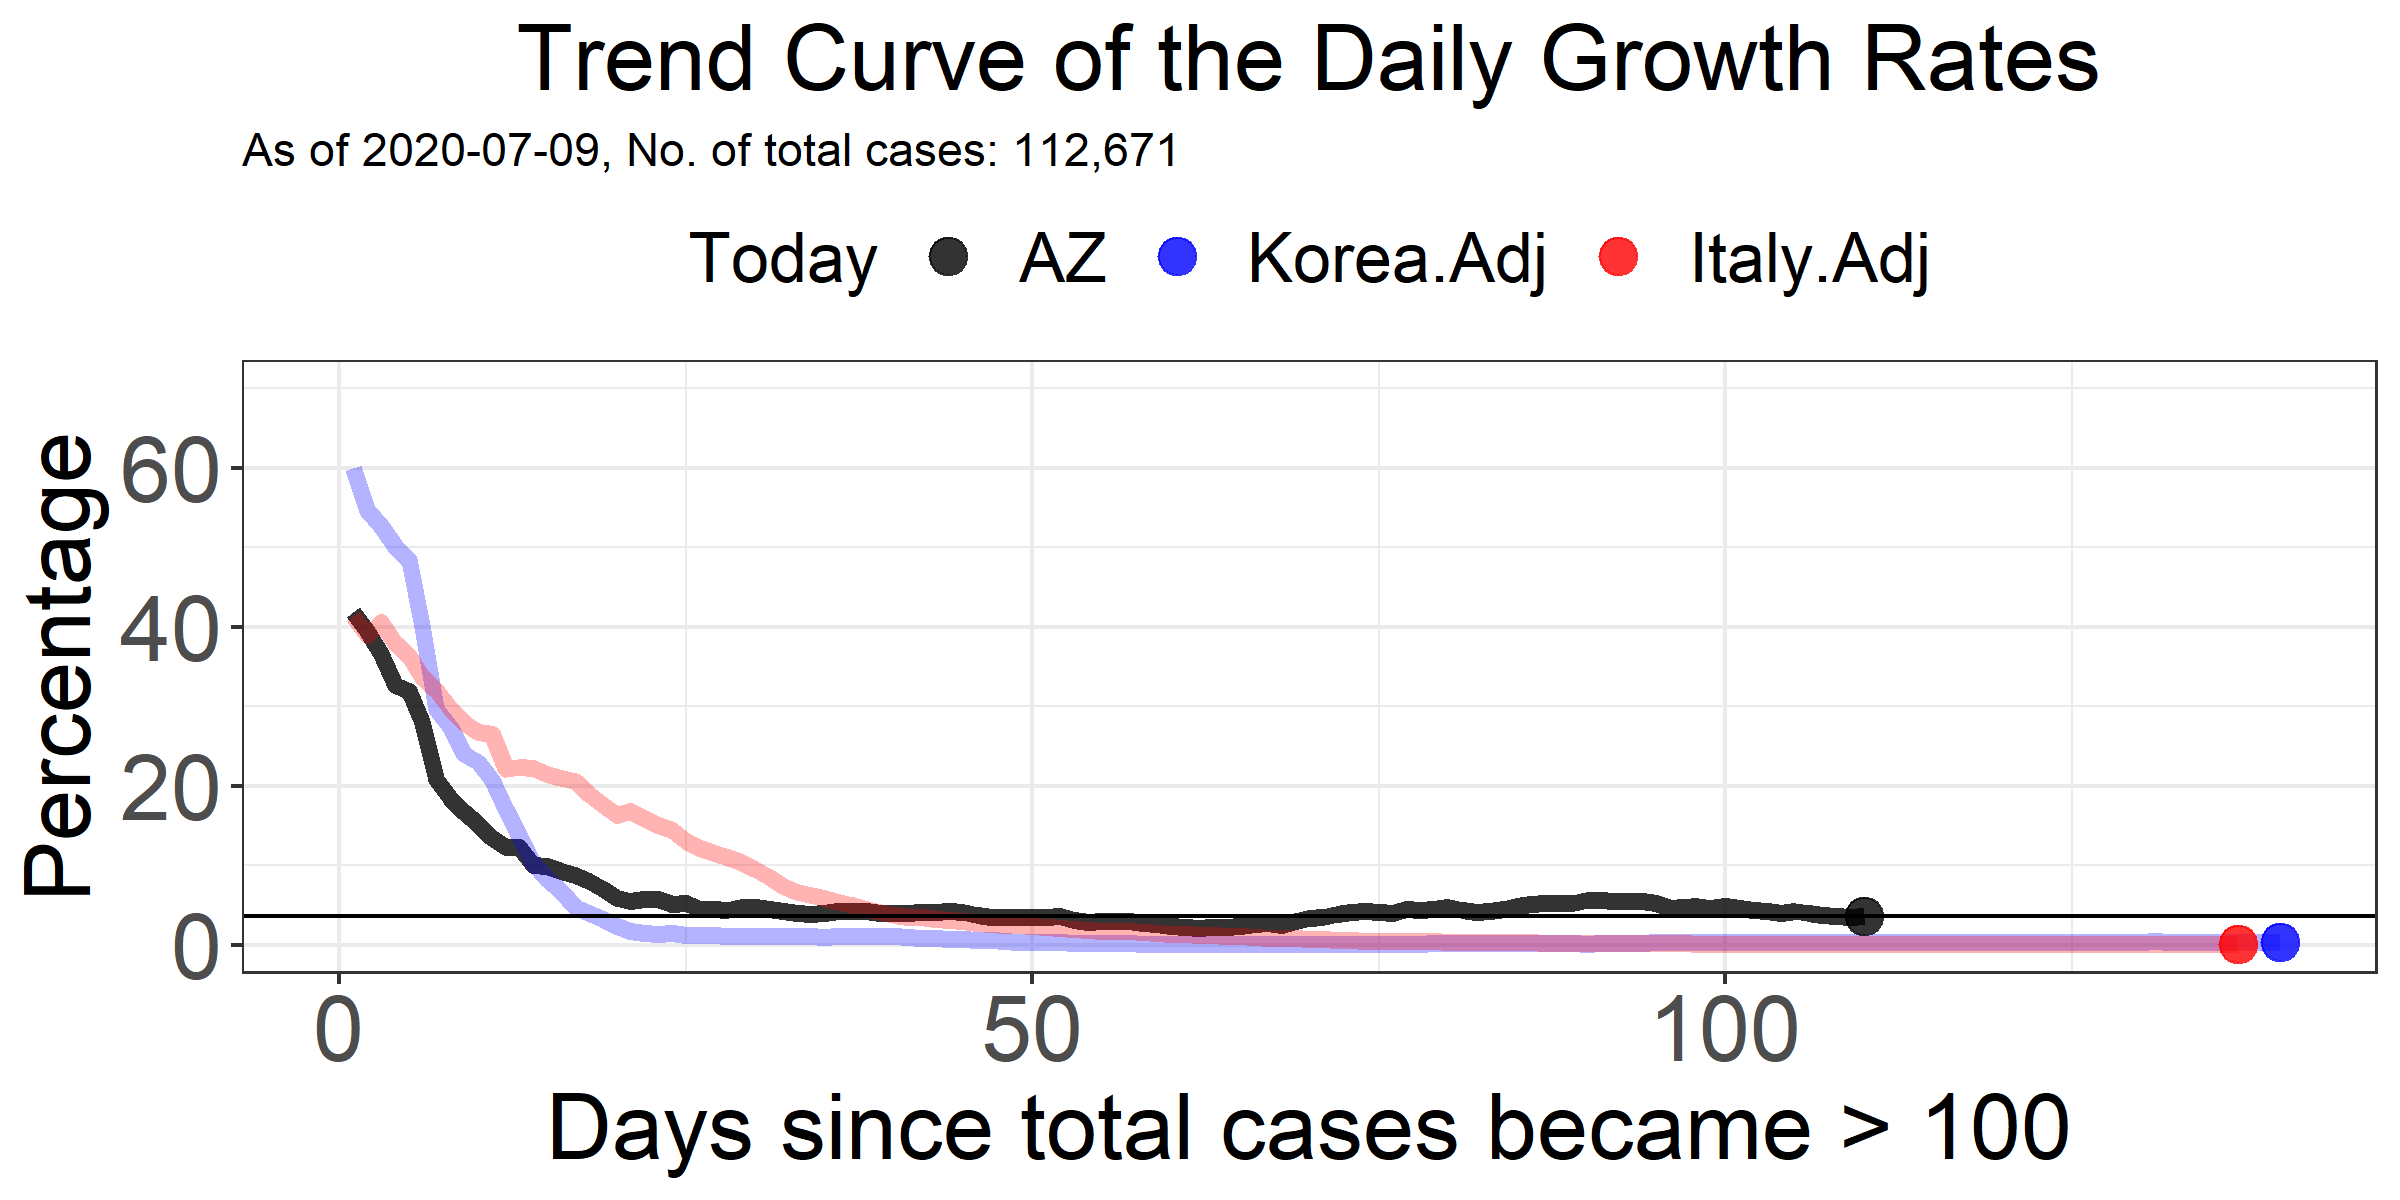 Trend Curve of the Daily Growth Rates
As of 2020-07-09, No. of total cases: 112,671
Today AZ Korea.Adj Italy.Adj
Percentage
60
40
20
0
0 50 100
Days since total cases became > 100